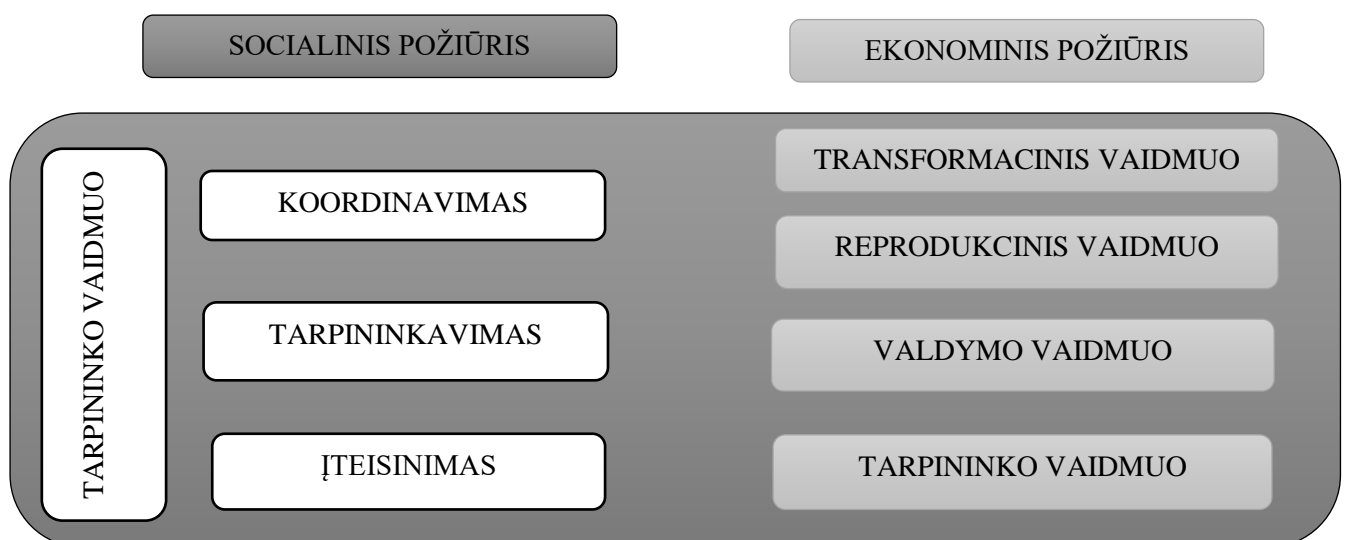 SOCIALINIS POŽIŪRIS
EKONOMINIS POŽIŪRIS
TARPININKO VAIDMUO
KOORDINAVIMAS
TARPININKAVIMAS
ĮTEISINIMAS
TRANSFORMACINIS VAIDMUO
REPRODUKCINIS VAIDMUO
VALDYMO VAIDMUO
TARPININKO VAIDMUO